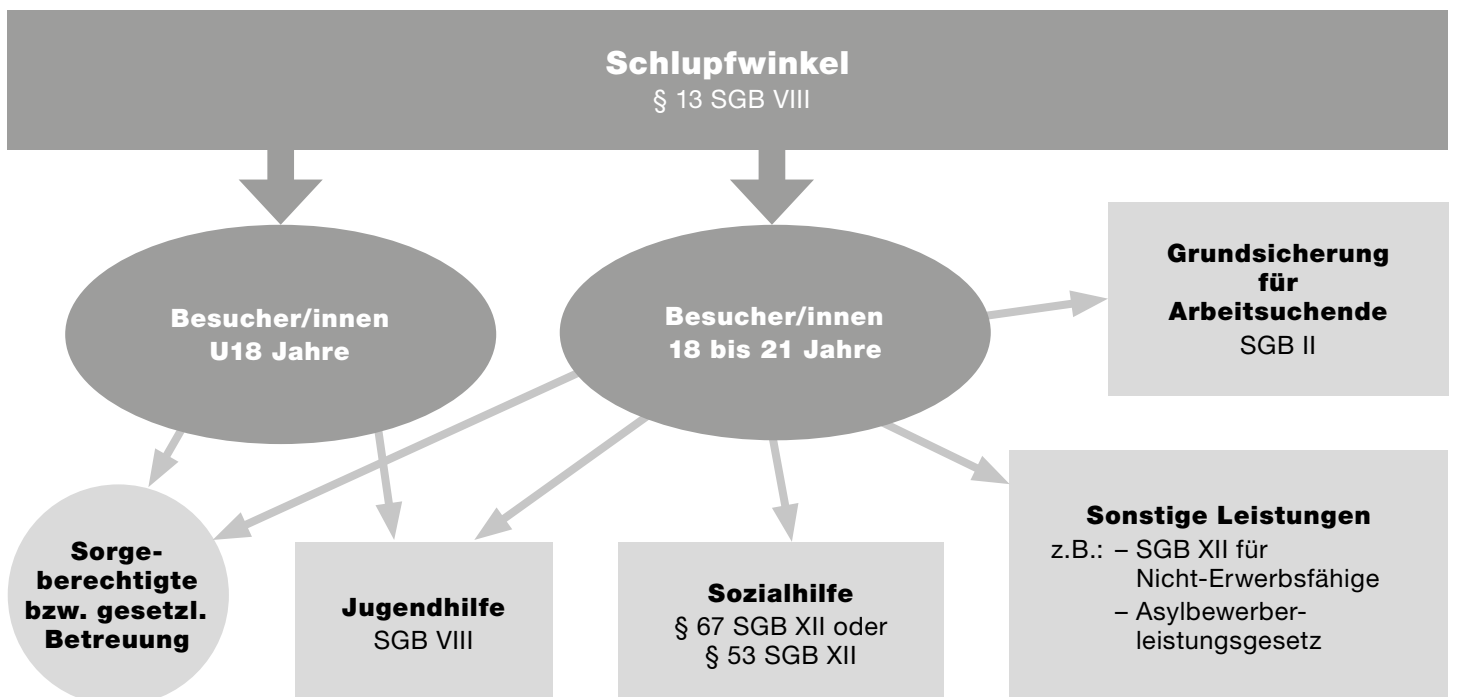 Schlupfwinkel
§ 13 SGB VIII
Besucher/innen
U18 Jahre
Besucher/innen
18 bis 21 Jahre
Grundsicherung
für
Arbeitsuchende
SGB II
Sorge-
berechtigte
bzw. gesetzl.
Betreuung
Jugendhilfe
SGB VIII
Sozialhilfe
§ 67 SGB XII oder
§ 53 SGB XII
Sonstige Leistungen
z.B.: – SGB XII für
Nicht-Erwerbsfähige
– Asylbewerber-
leistungsgesetz